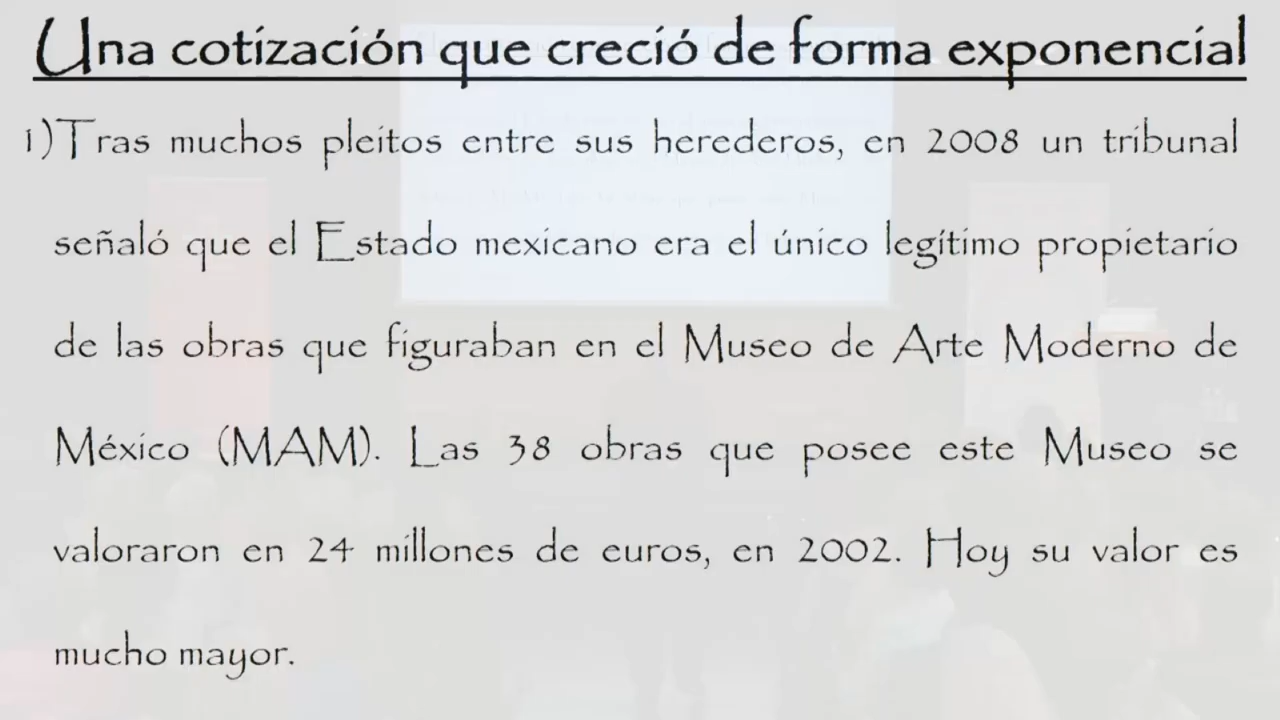 Una cotización que creció de forma exponencial
1)Tras muchos pleitos entre sus herederos, en 2008 un tribunal
señaló que el Estado mexicano era el único legítimo propietario
de las obras que figuraban en el Museo de Arte Moderno de
México (MAM). Las 38 obras que posee este Museo se
valoraron en 24 millones de euros, en 2002. Hoy su valor es
mucho mayor.